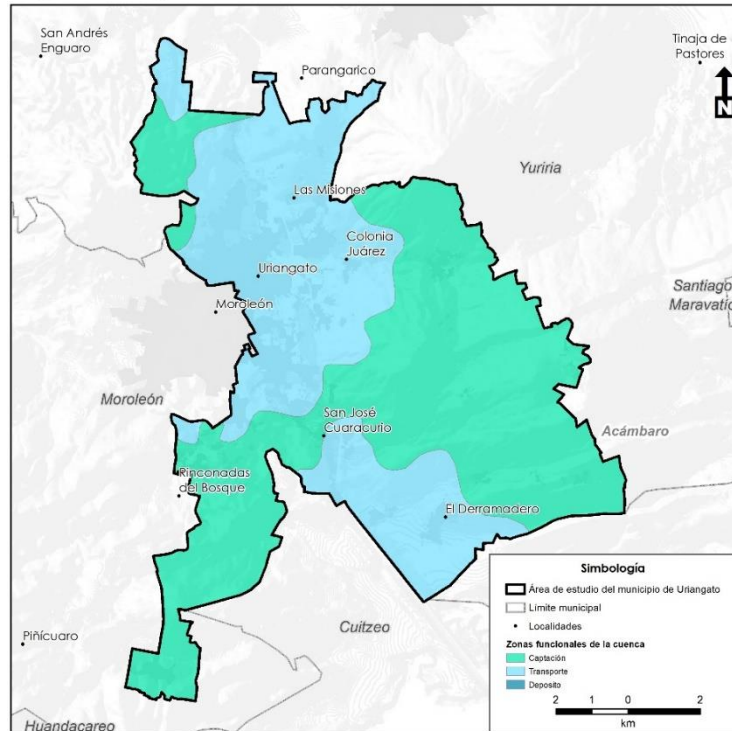 San Andrés
Enguaro
Parangarico
Tinaja de
Pastores
N
Yuriria
Las Misiones
Colonia
Juárez
Uriangato
Santiago
Maravatío
Moroleón
Moroleón
San José
Cuaracurío
Acámbaro
Rinconadas
del Bosque
El Derramadero
Cuitzeo
Piñícuaro
Huandacareo
Simbología
Área de estudio del municipio de Uriangato
Límite municipal
Localidades
Zonas funcionales de la cuenca
Captación
Transporte
Deposito
2 1 0 2
km